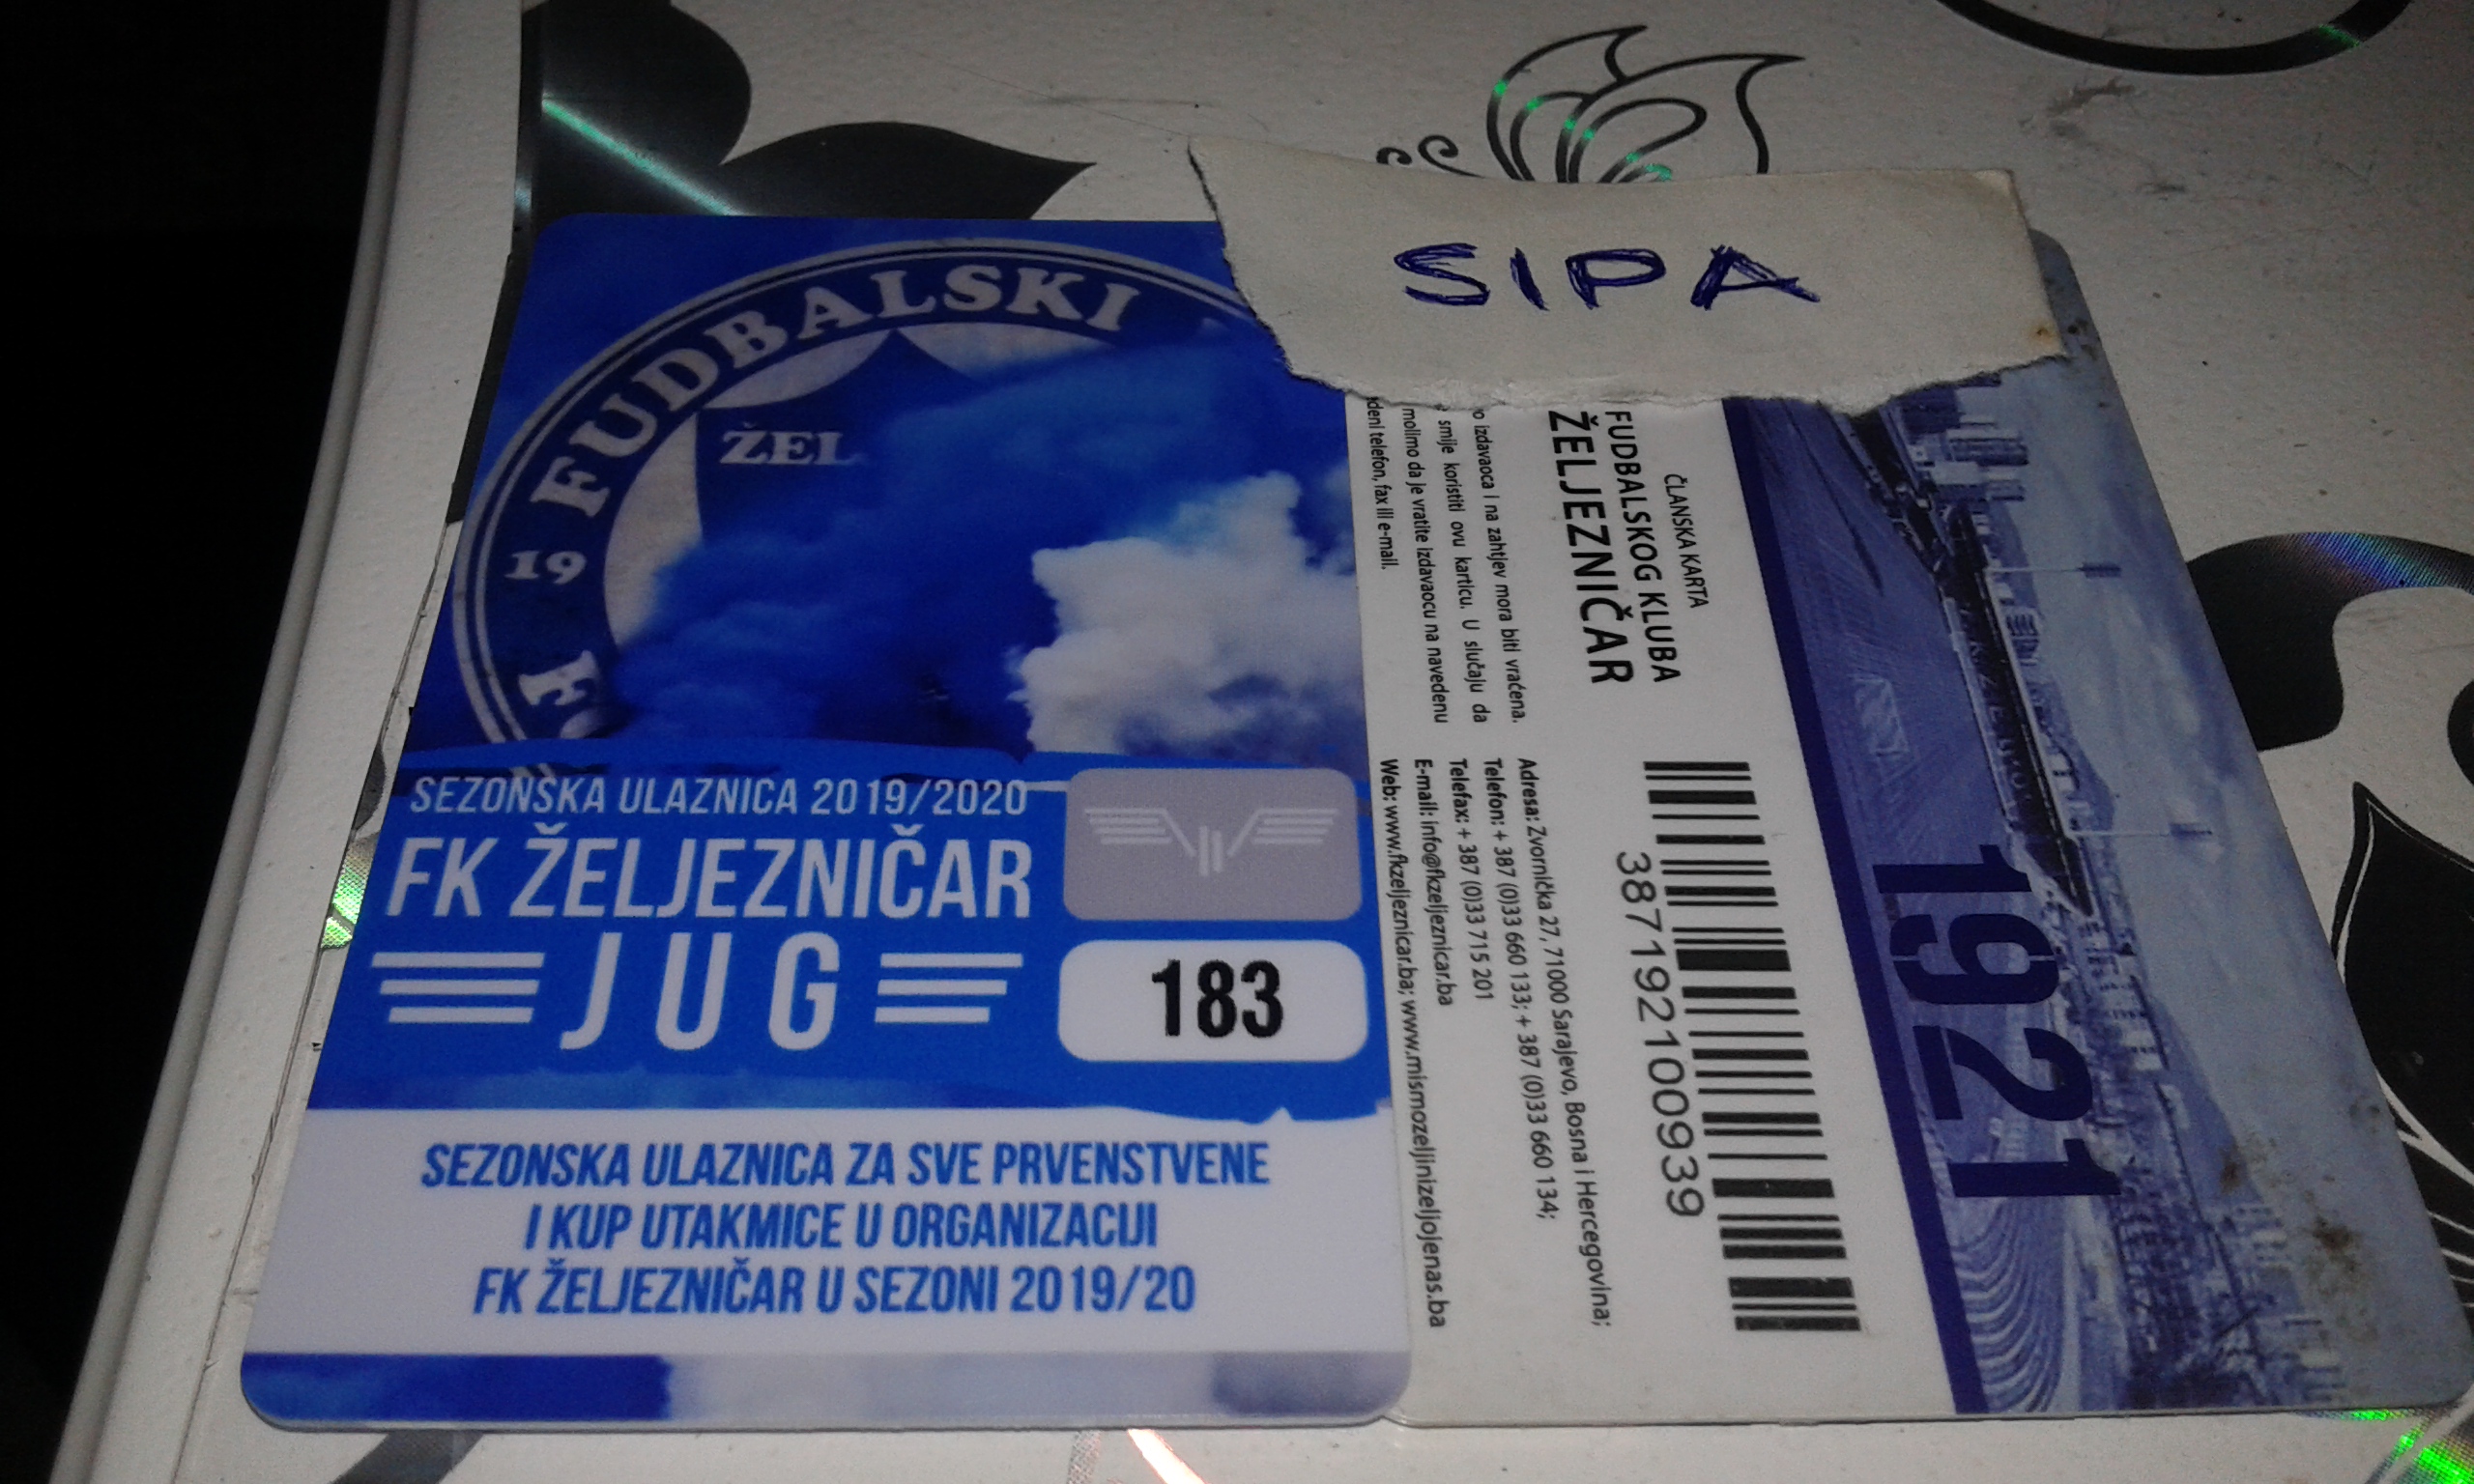 SIPA
FUDBALSKI
ŽEL
19
SEZONSKA ULAZNICA 2019/2020
FK ŽELJEZNIČAR
JUG
183
SEZONSKA ULAZNICA ZA SVE PRVENSTVENE
I KUP UTAKMICE U ORGANIZACIJI
FK ŽELJEZNIČAR U SEZONI 2019/20
1921
ČLANSKA KARTA
FUDBALSKOG KLUBA
ŽELJEZNIČAR
387192100939
izdavaoca i na zahtjev mora biti vraćena.
smije koristiti ovu karticu. U slučaju da
molimo da je vratite izdavaocu na navedenu
telefon, fax ili e-mail.
Adresa: Zvornička 27, 71000 Sarajevo, Bosna i Hercegovina;
Telefon: + 387 (0)33 660 133; + 387 (0)33 660 134;
Telefax: + 387 (0)33 715 201
E-mail: info@fkzeljeznicar.ba
Web: www.fkzeljeznicar.ba; www.mismozeljinizeljojenas.ba